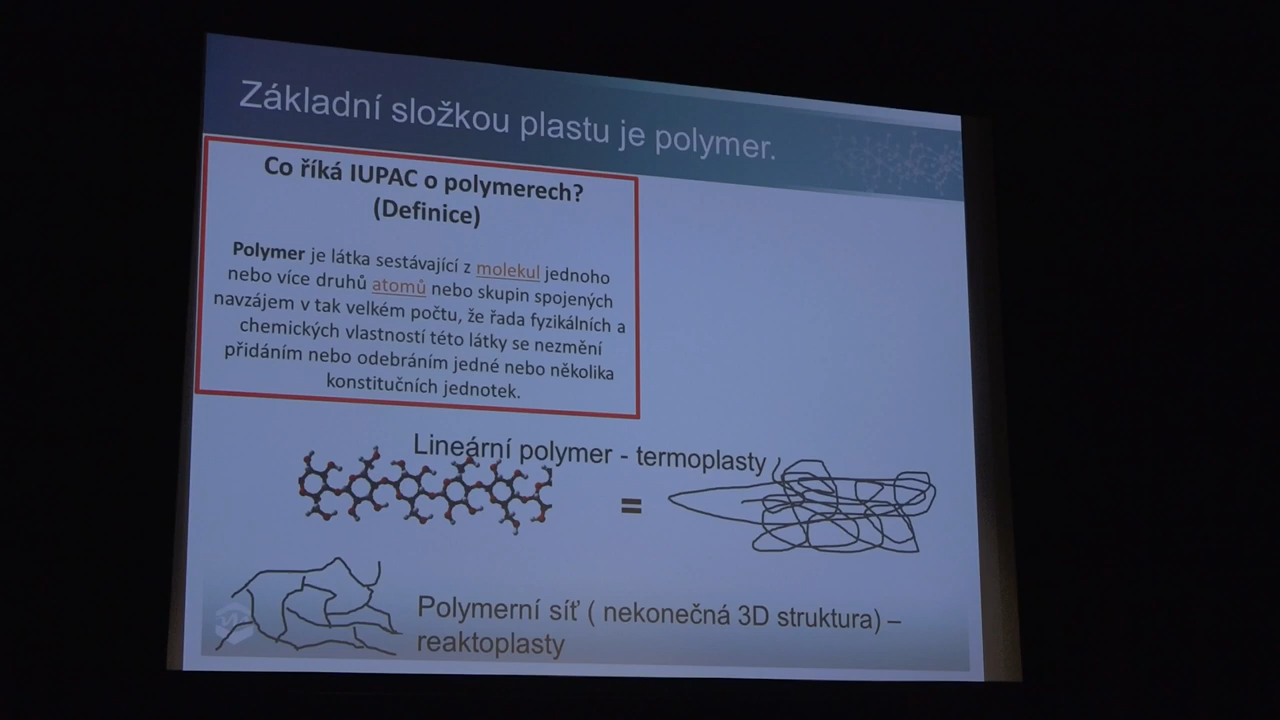 Základní složkou plastu je polymer.
Co říká IUPAC o polymerech?
(Definice)
Polymer je látka sestávající z molekul jednoho
nebo více druhů atomů nebo skupin spojených
navzájem v tak velkém počtu, že řada fyzikálních a
chemických vlastností této látky se nezmění
přidáním nebo odebráním jedné nebo několika
konstitučních jednotek.
Lineární polymer - termoplasty
=
Polymerní síť ( nekonečná 3D struktura) –
reaktoplasty